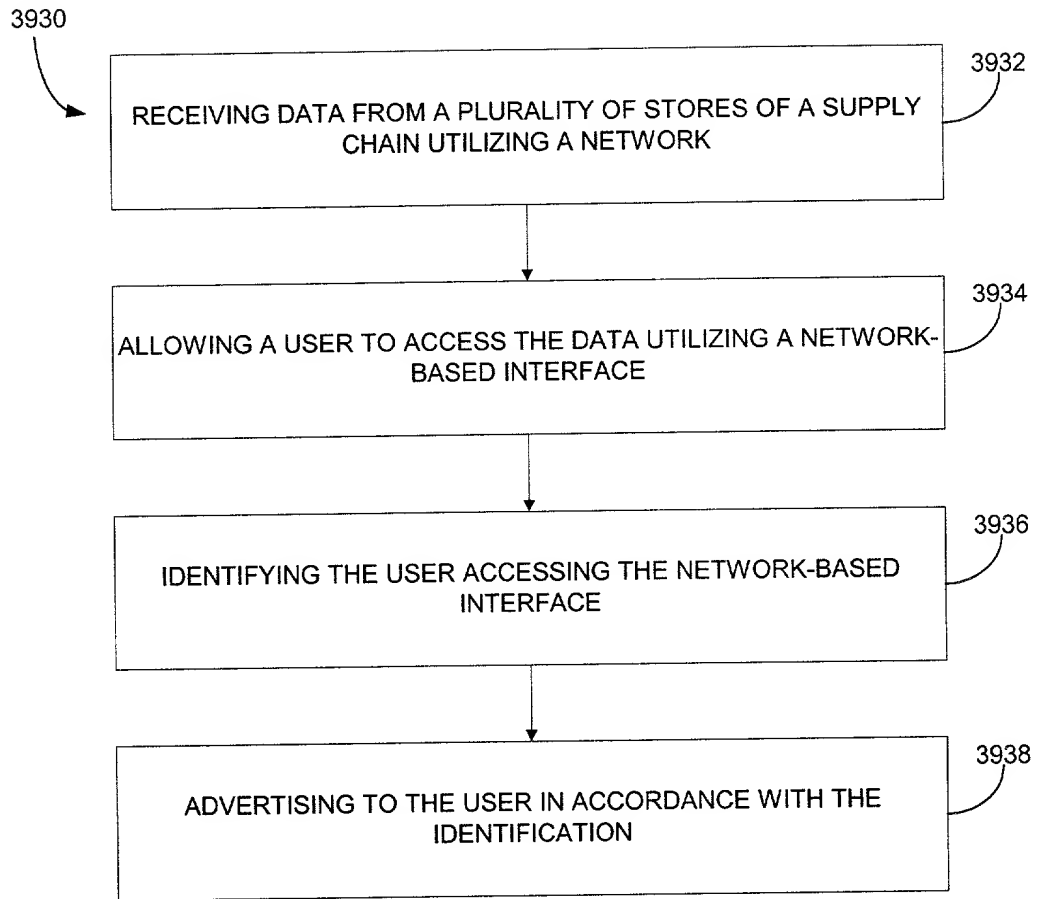 3930
3932
RECEIVING DATA FROM A PLURALITY OF STORES OF A SUPPLY
CHAIN UTILIZING A NETWORK
3934
ALLOWING A USER TO ACCESS THE DATA UTILIZING A NETWORK-
BASED INTERFACE
3936
IDENTIFYING THE USER ACCESSING THE NETWORK-BASED
INTERFACE
3938
ADVERTISING TO THE USER IN ACCORDANCE WITH THE
IDENTIFICATION